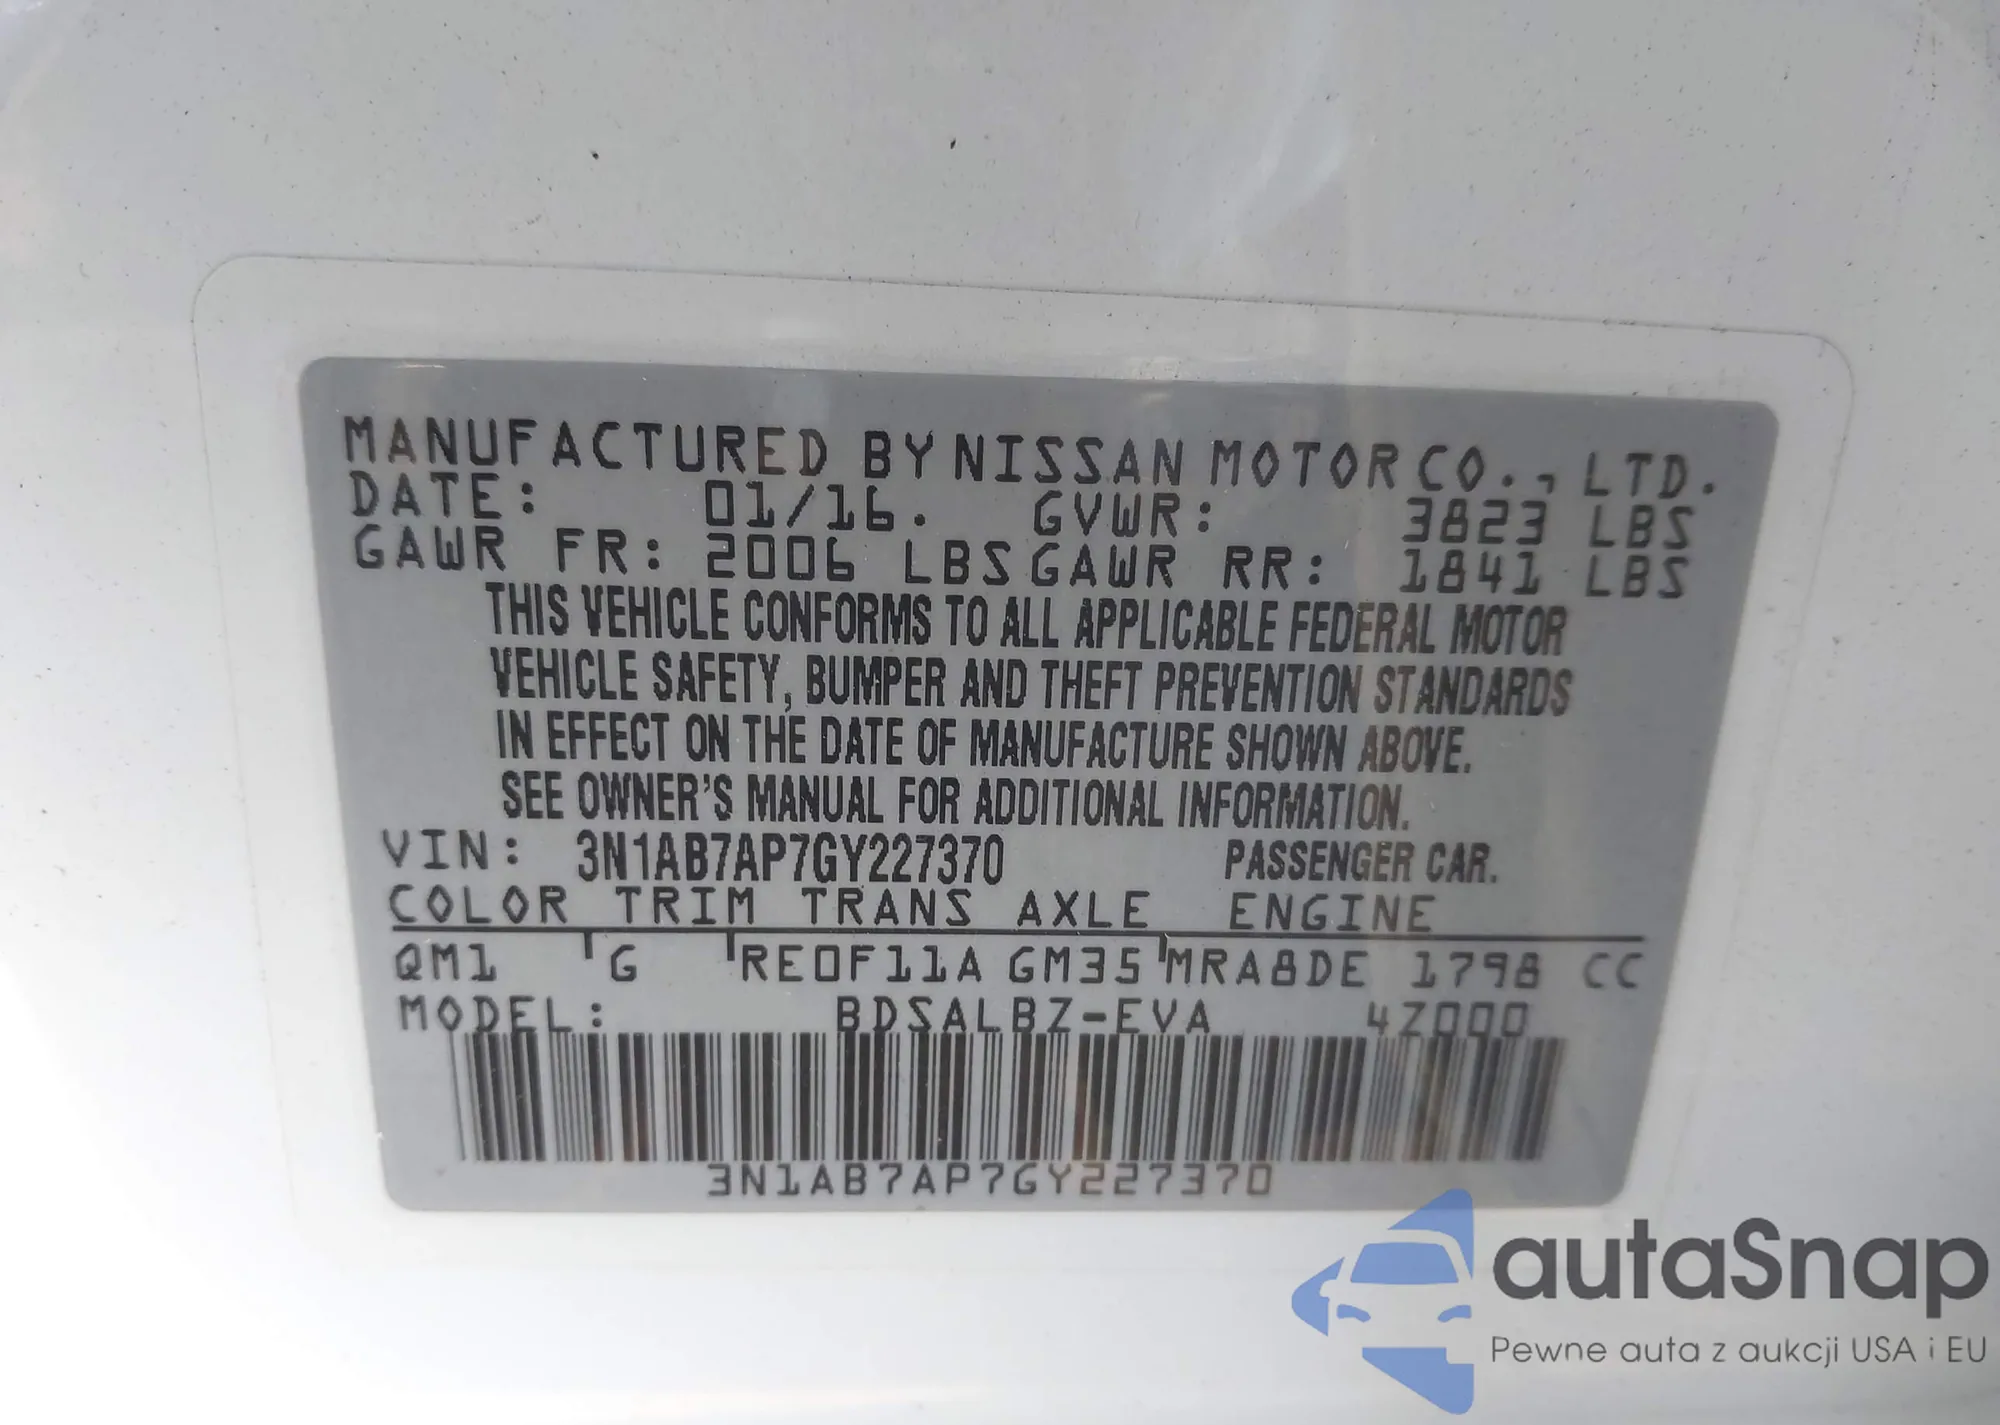 MANUFACTURED BY NISSAN MOTOR CO., LTD.
DATE: 01/16. GVWR: 3823 LBS
GAWR FR: 2006 LBS GAWR RR: 1841 LBS
THIS VEHICLE CONFORMS TO ALL APPLICABLE FEDERAL MOTOR
VEHICLE SAFETY, BUMPER AND THEFT PREVENTION STANDARDS
IN EFFECT ON THE DATE OF MANUFACTURE SHOWN ABOVE.
SEE OWNER'S MANUAL FOR ADDITIONAL INFORMATION.
VIN: 3N1AB7AP7GY227370 PASSENGER CAR.
COLOR TRIM TRANS AXLE ENGINE
QM1 G RE0F11A GM35 MRA8DE 1798 CC
MODEL: BDSALBZ-EVA 4Z000
3N1AB7AP7GY227370
autaSnap
Pewne auta z aukcji USA i EU